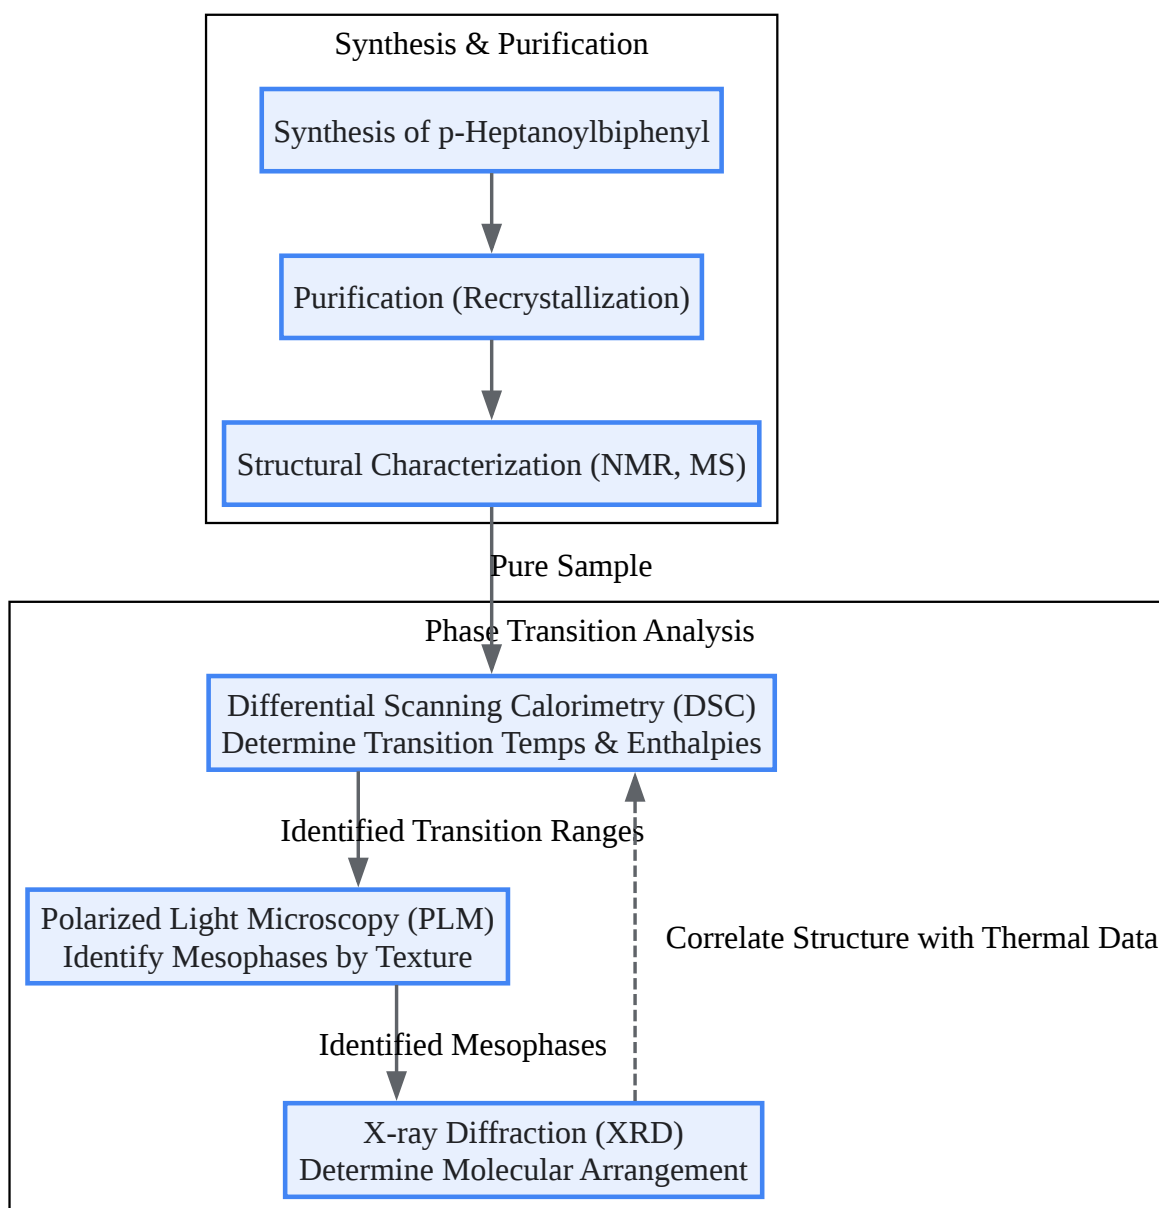 Synthesis & Purification
Synthesis of p-Heptanoylbiphenyl
Purification (Recrystallization)
Structural Characterization (NMR, MS)
Pure Sample
Phase Transition Analysis
Differential Scanning Calorimetry (DSC)
Determine Transition Temps & Enthalpies
Identified Transition Ranges
Polarized Light Microscopy (PLM)
Identify Mesophases by Texture
Correlate Structure with Thermal Data
Identified Mesophases
X-ray Diffraction (XRD)
Determine Molecular Arrangement